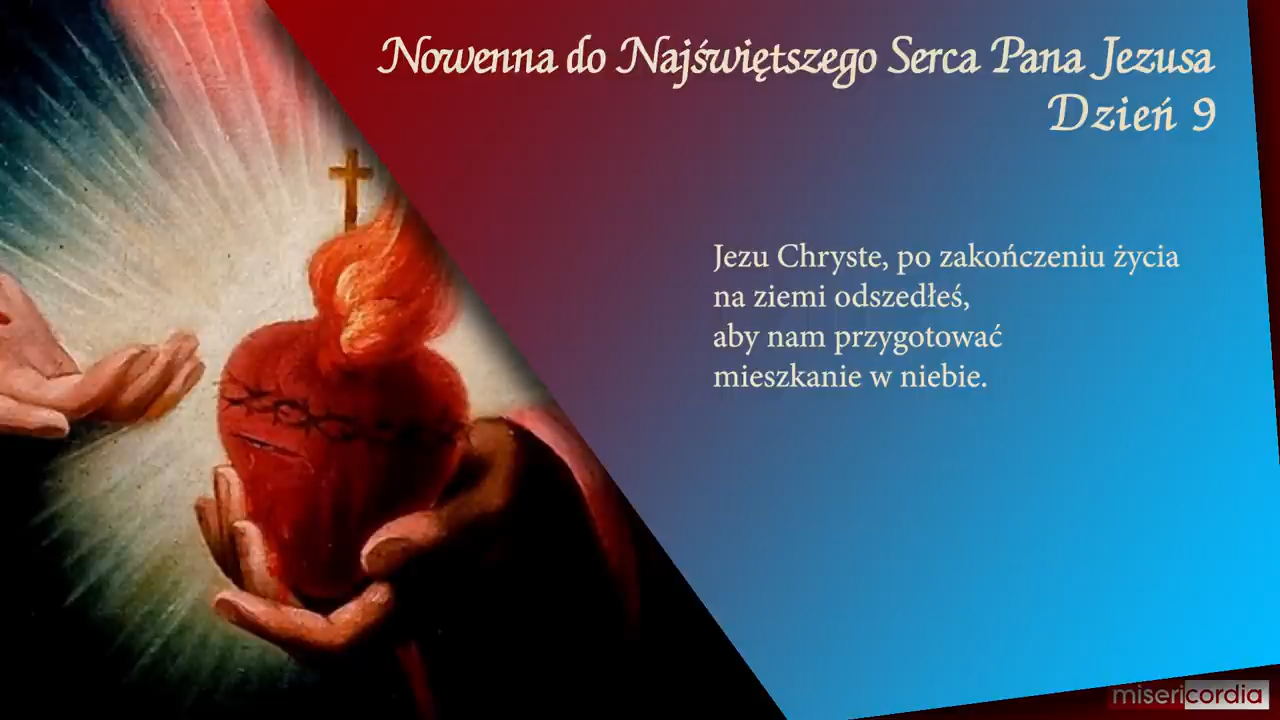 Nowenna do Najświętszego Serca Pana Jezusa
Dzień 9
Jezu Chryste, po zakończeniu życia
na ziemi odszedłeś,
aby nam przygotować
mieszkanie w niebie.
misericordia